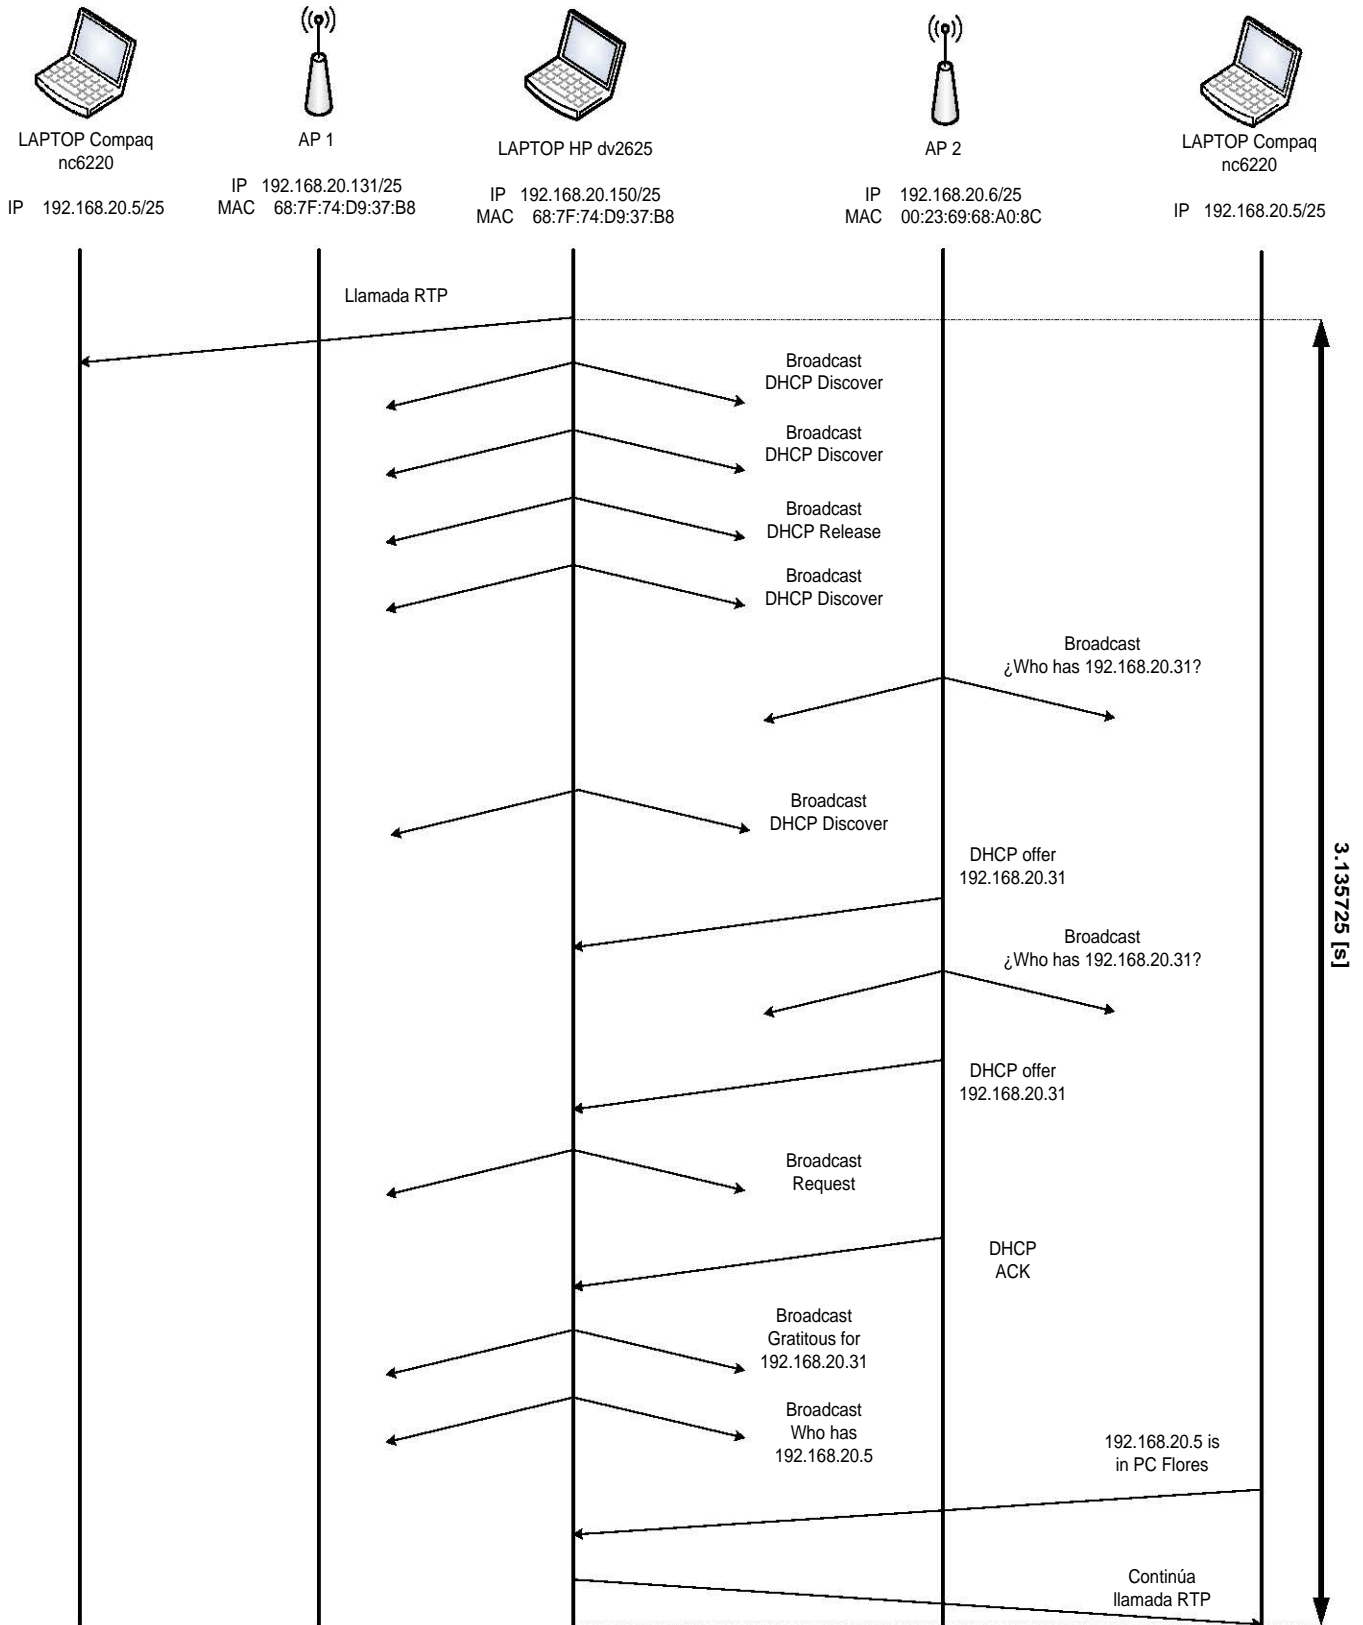 LAPTOP Compaq
nc6220
IP 192.168.20.5/25
AP 1
IP 192.168.20.131/25
MAC 68:7F:74:D9:37:B8
LAPTOP HP dv2625
IP 192.168.20.150/25
MAC 68:7F:74:D9:37:B8
AP 2
IP 192.168.20.6/25
MAC 00:23:69:68:A0:8C
LAPTOP Compaq
nc6220
IP 192.168.20.5/25
Llamada RTP
Broadcast
DHCP Discover
Broadcast
DHCP Discover
Broadcast
DHCP Release
Broadcast
DHCP Discover
Broadcast
¿Who has 192.168.20.31?
Broadcast
DHCP Discover
DHCP offer
192.168.20.31
3.135725 [s]
Broadcast
¿Who has 192.168.20.31?
DHCP offer
192.168.20.31
Broadcast
Request
DHCP
ACK
Broadcast
Gratitous for
192.168.20.31
Broadcast
Who has
192.168.20.5
192.168.20.5 is
in PC Flores
Continúa
llamada RTP